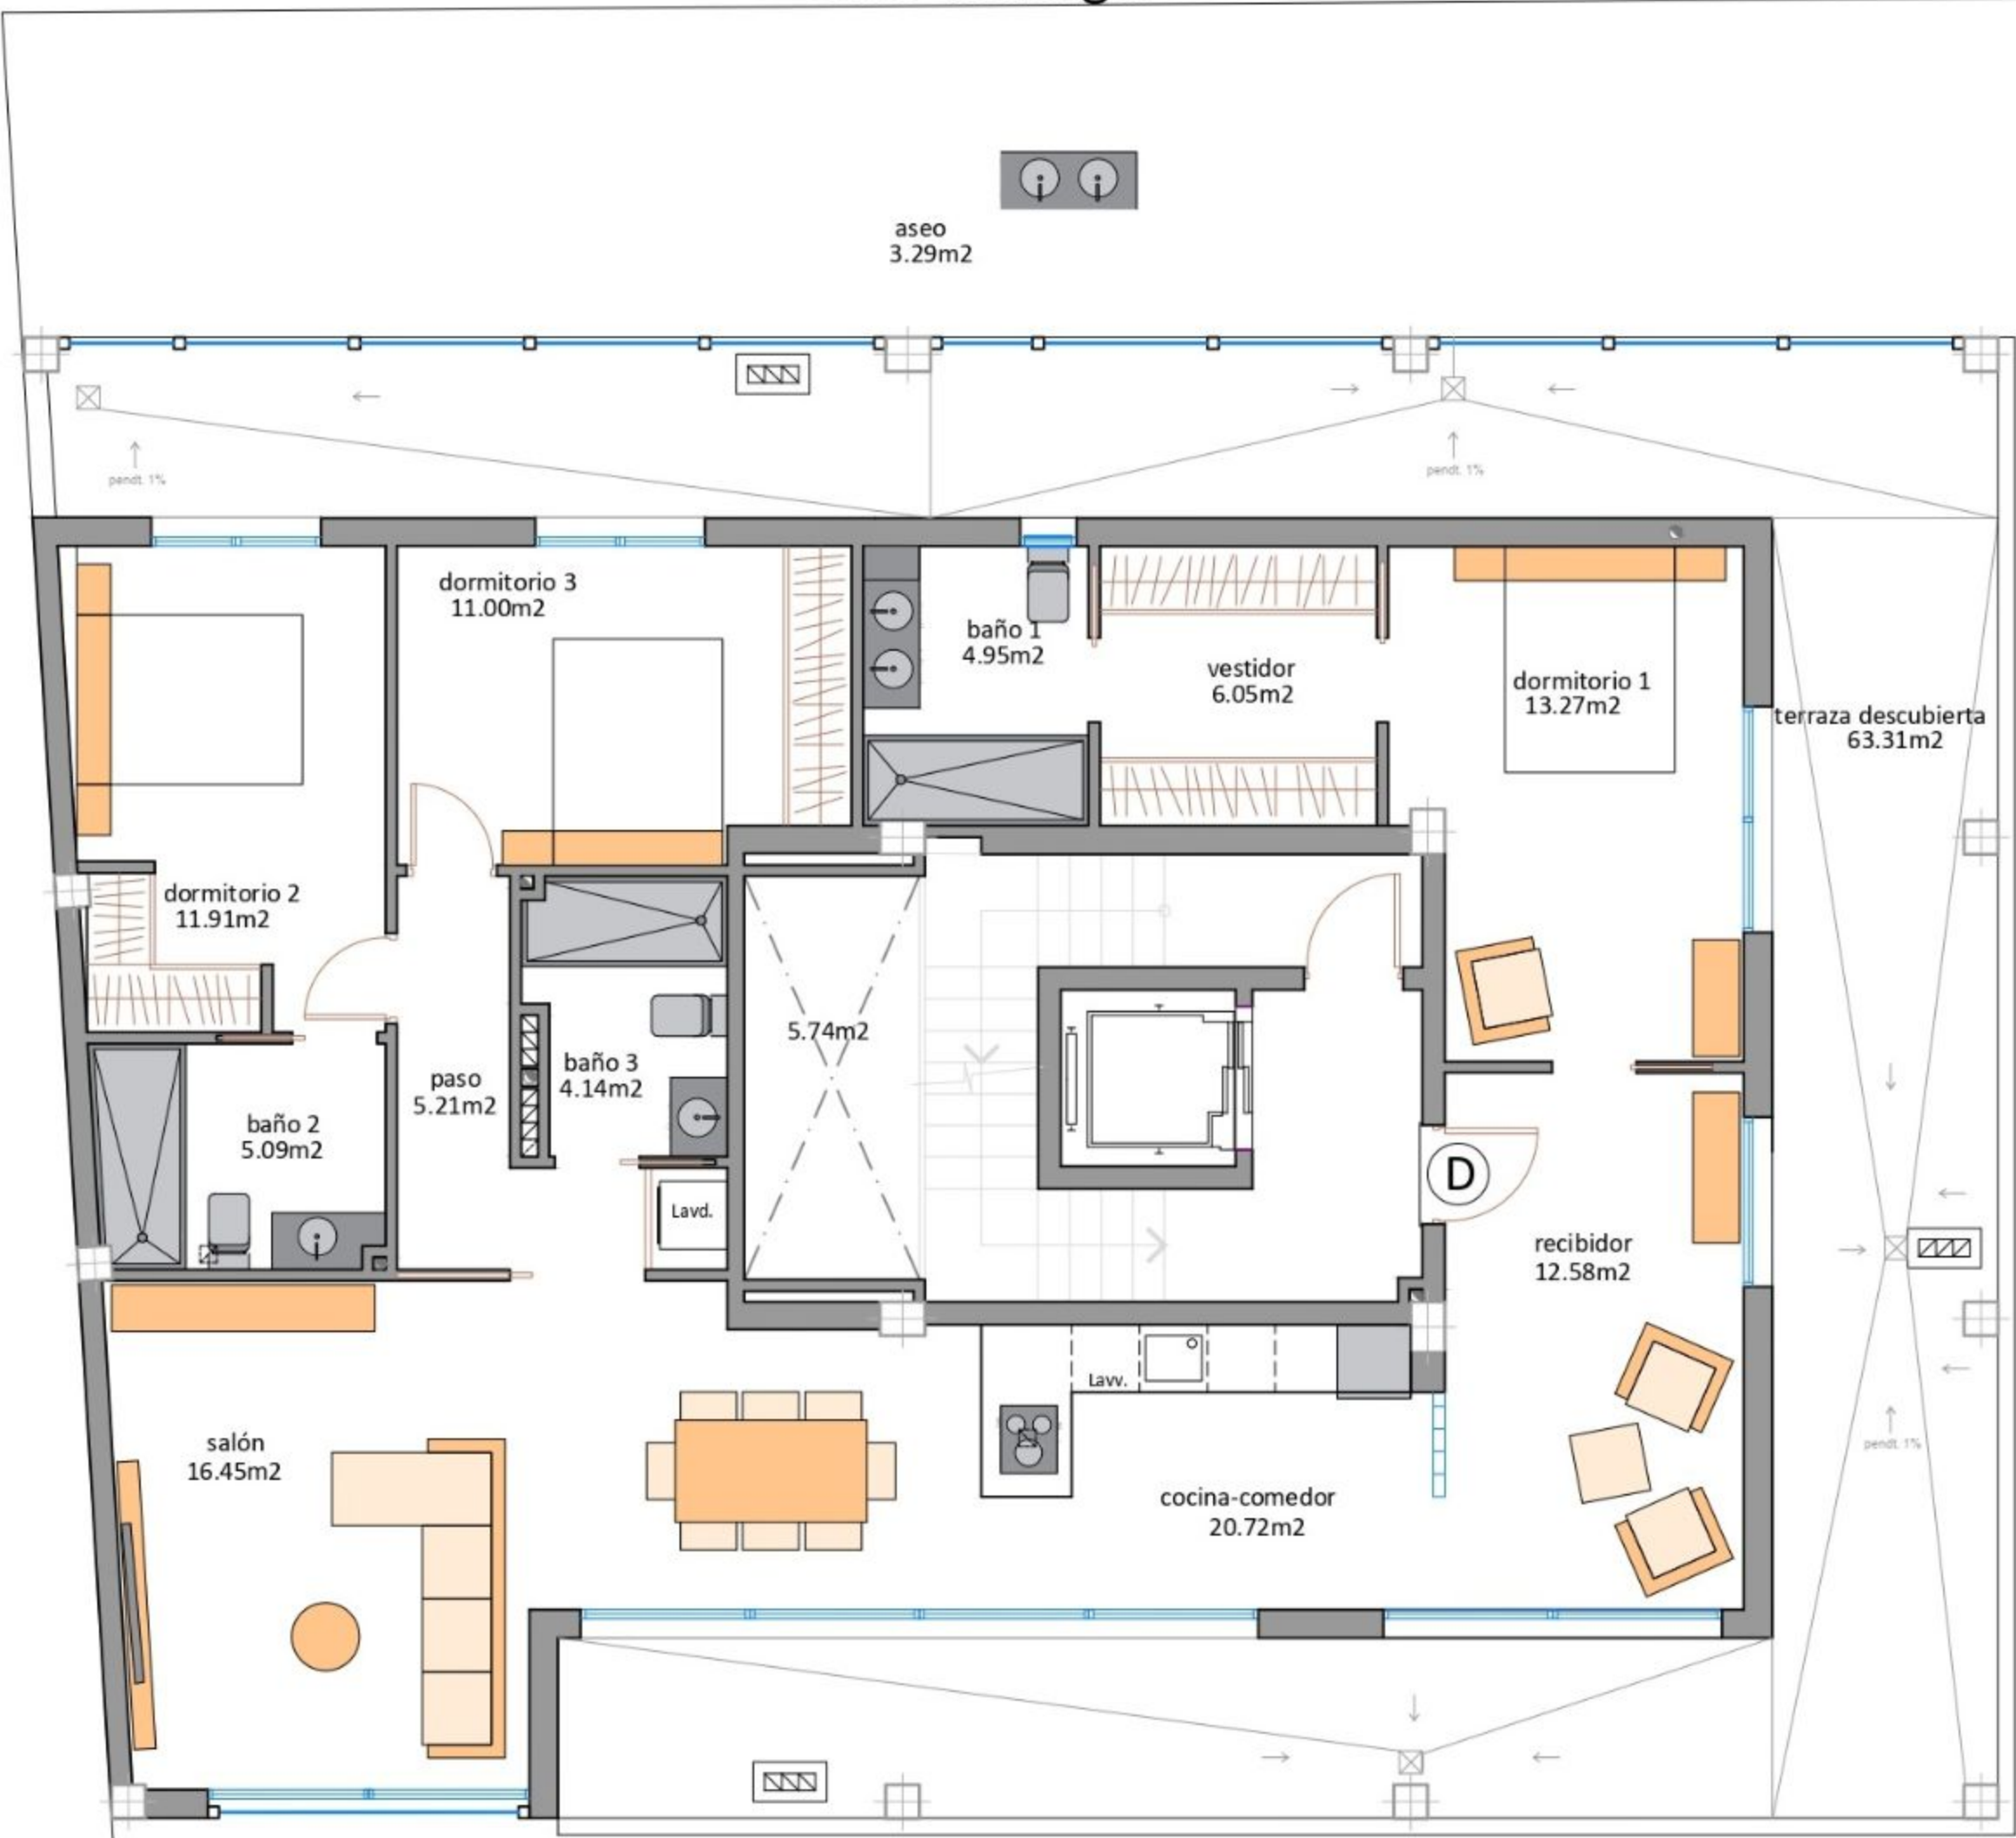 aseo
3.29m2
pendt. 1%
pendt. 1%
dormitorio 3
11.00m2
baño 1
4.95m2
vestidor
6.05m2
dormitorio 1
13.27m2
terraza descubierta
63.31m2
dormitorio 2
11.91m2
5.74m2
baño 3
4.14m2
paso
5.21m2
baño 2
5.09m2
D
Lavd.
recibidor
12.58m2
Lavv.
salón
16.45m2
pendt. 1%
cocina-comedor
20.72m2